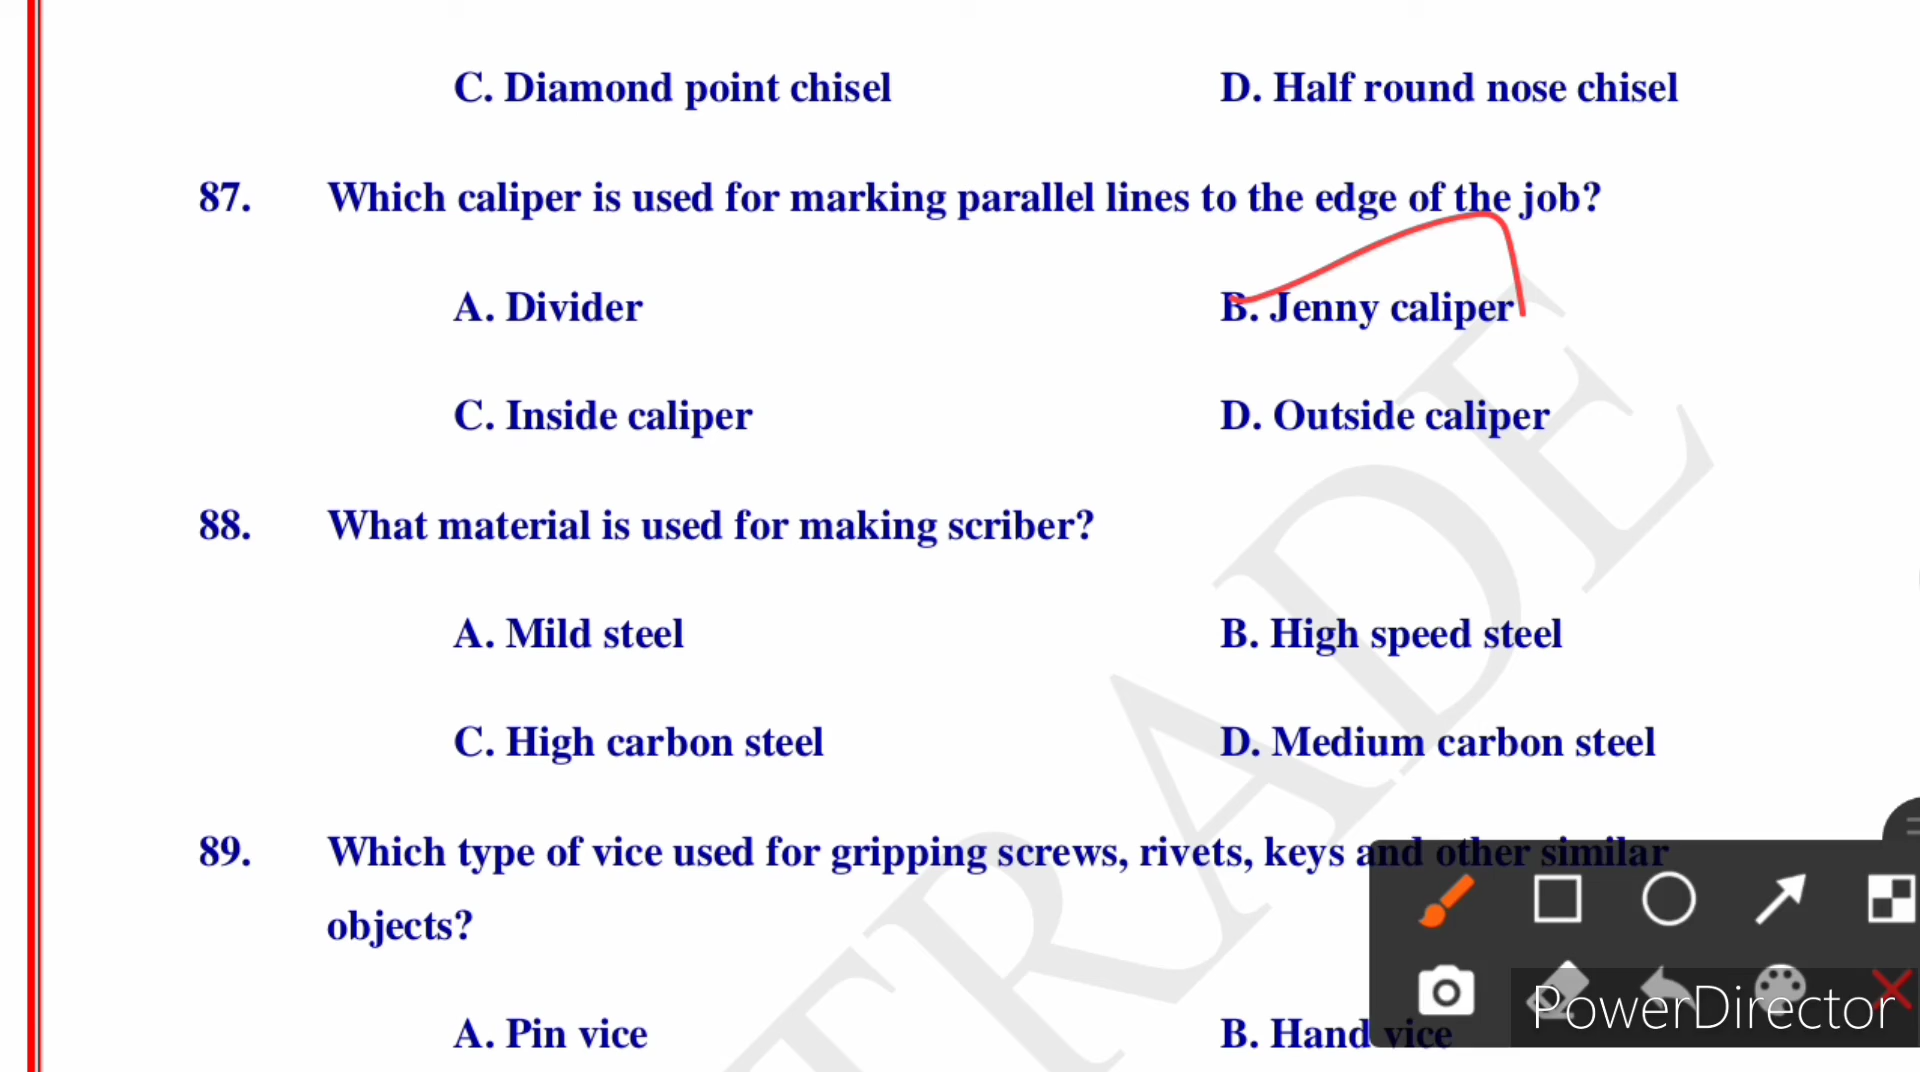 C. Diamond point chisel D. Half round nose chisel
87. Which caliper is used for marking parallel lines to the edge of the job?
A. Divider B. Jenny caliper
C. Inside caliper D. Outside caliper
88. What material is used for making scriber?
A. Mild steel B. High speed steel
C. High carbon steel D. Medium carbon steel
89. Which type of vice used for gripping screws, rivets, keys and other similar
objects?
A. Pin vice B. Hand vice
TRADE
PowerDirector